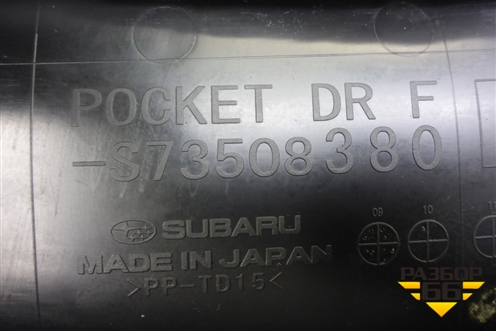 POCKET DR F
-S73508380
SUBARU
MADE IN JAPAN
>PP-TD15<
09 10
РАЗБОР
66